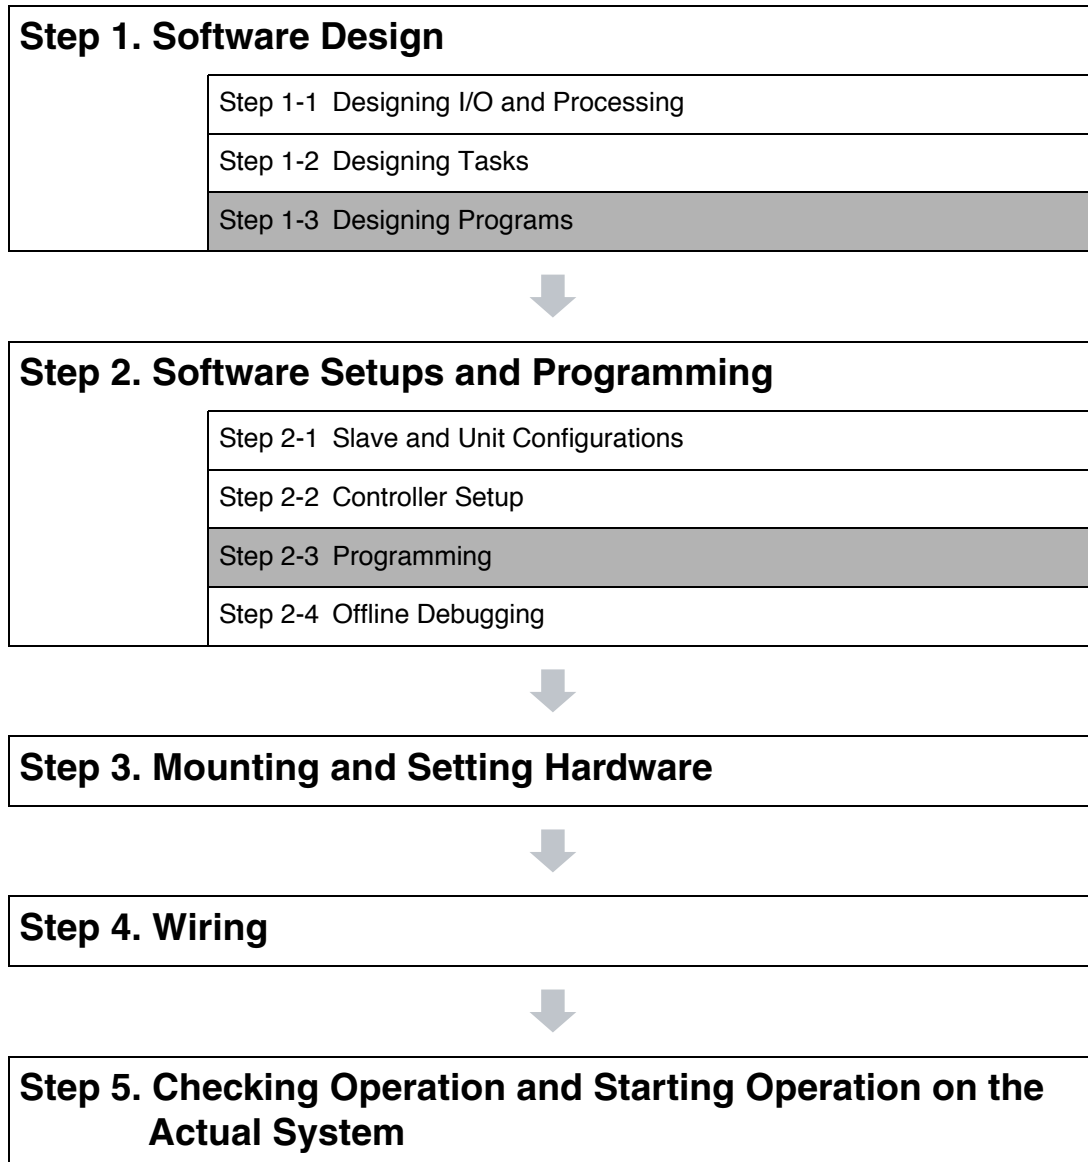 Step 1. Software Design
Step 1-1 Designing I/O and Processing
Step 1-2 Designing Tasks
Step 1-3 Designing Programs
Step 2. Software Setups and Programming
Step 2-1 Slave and Unit Configurations
Step 2-2 Controller Setup
Step 2-3 Programming
Step 2-4 Offline Debugging
Step 3. Mounting and Setting Hardware
Step 4. Wiring
Step 5. Checking Operation and Starting Operation on the
Actual System